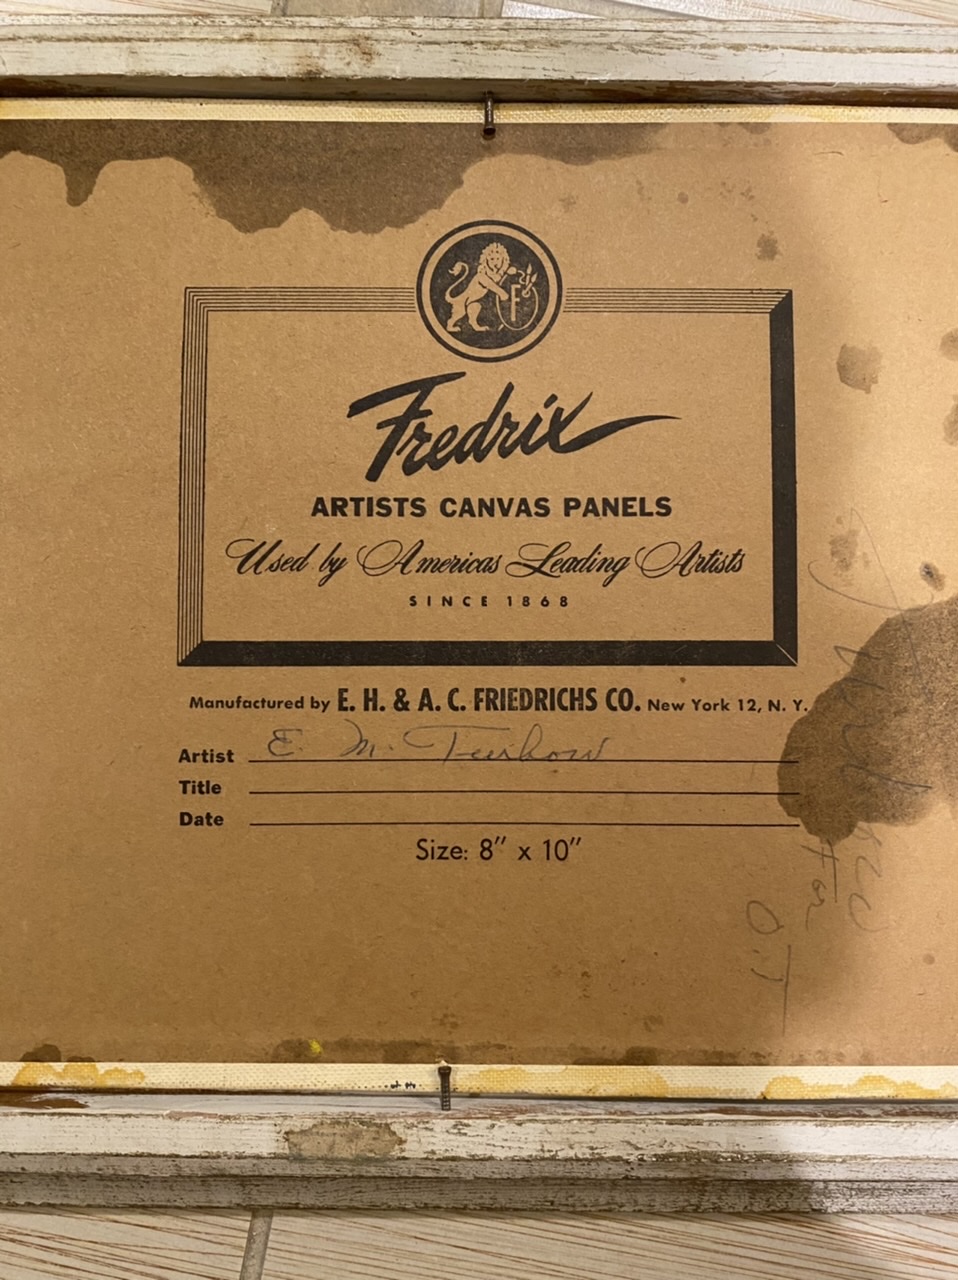 F
Fredrix
ARTISTS CANVAS PANELS
Used by Americas Leading Artists
SINCE 1868
Manufactured by E. H. & A. C. FRIEDRICHS CO. New York 12, N. Y.
Artist E. M.
Title
Date
Size: 8" x 10"
For
O.T